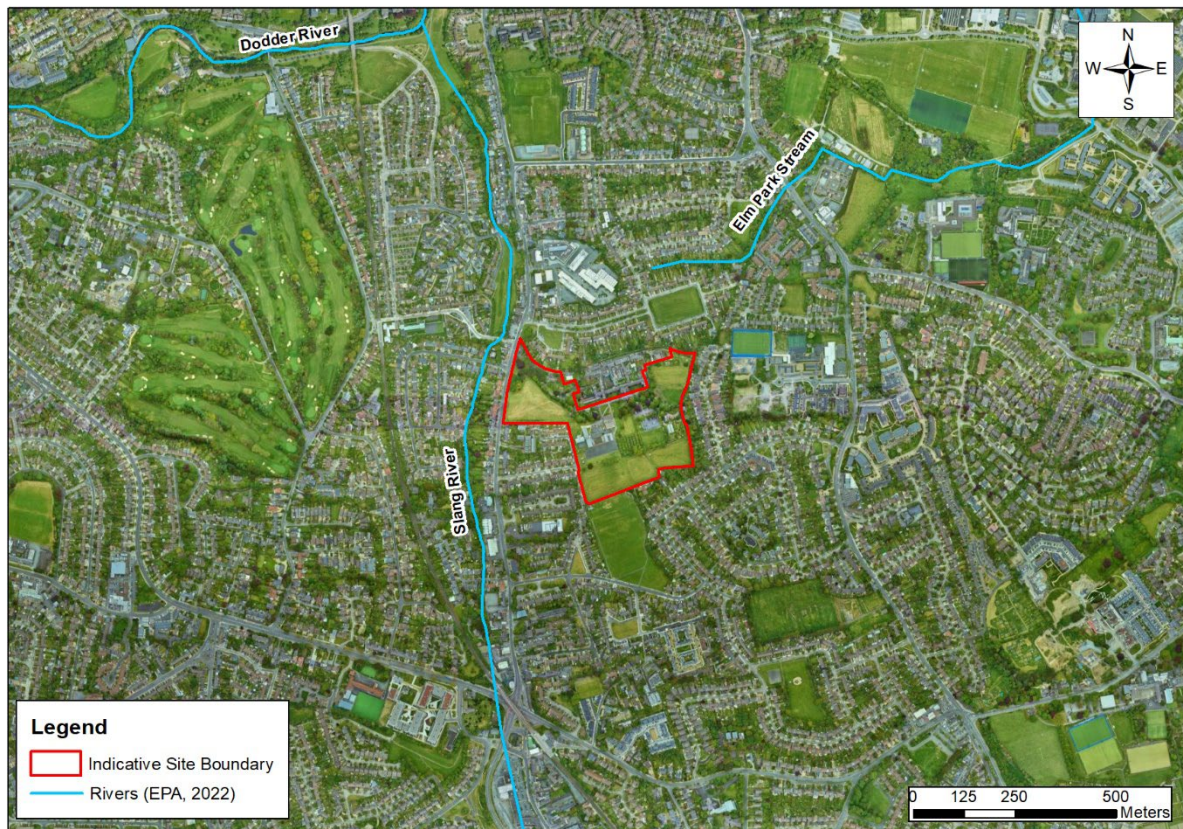 Dodder River
N
W E
S
Elm Park Stream
Slang River
Legend
Indicative Site Boundary
Rivers (EPA, 2022)
0 125 250 500
Meters